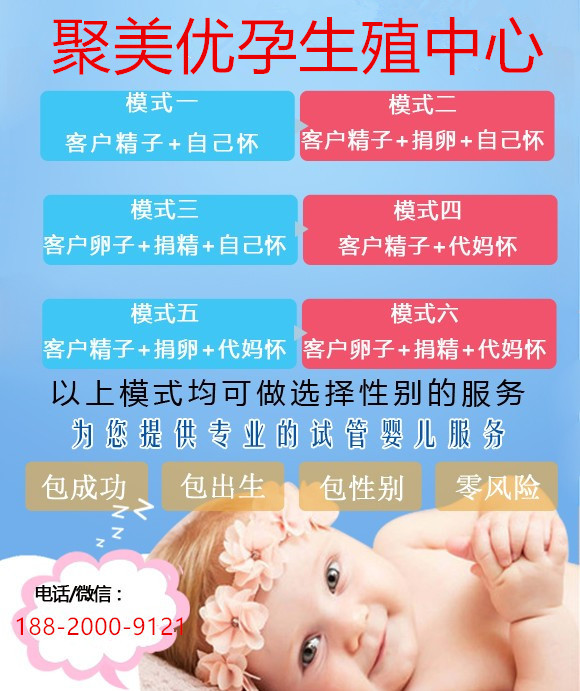 聚美优孕生殖中心
模式一
客户精子+自己怀
模式二
客户精子+捐卵+自己怀
模式三
客户卵子+捐精+自己怀
模式四
客户精子+代妈怀
模式五
客户精子+捐卵+代妈怀
模式六
客户卵子+捐精+代妈怀
以上模式均可做选择性别的服务
为您提供专业的试管婴儿服务
包成功 包出生 包性别 零风险
z z z z
电话/微信：
188-2000-9121